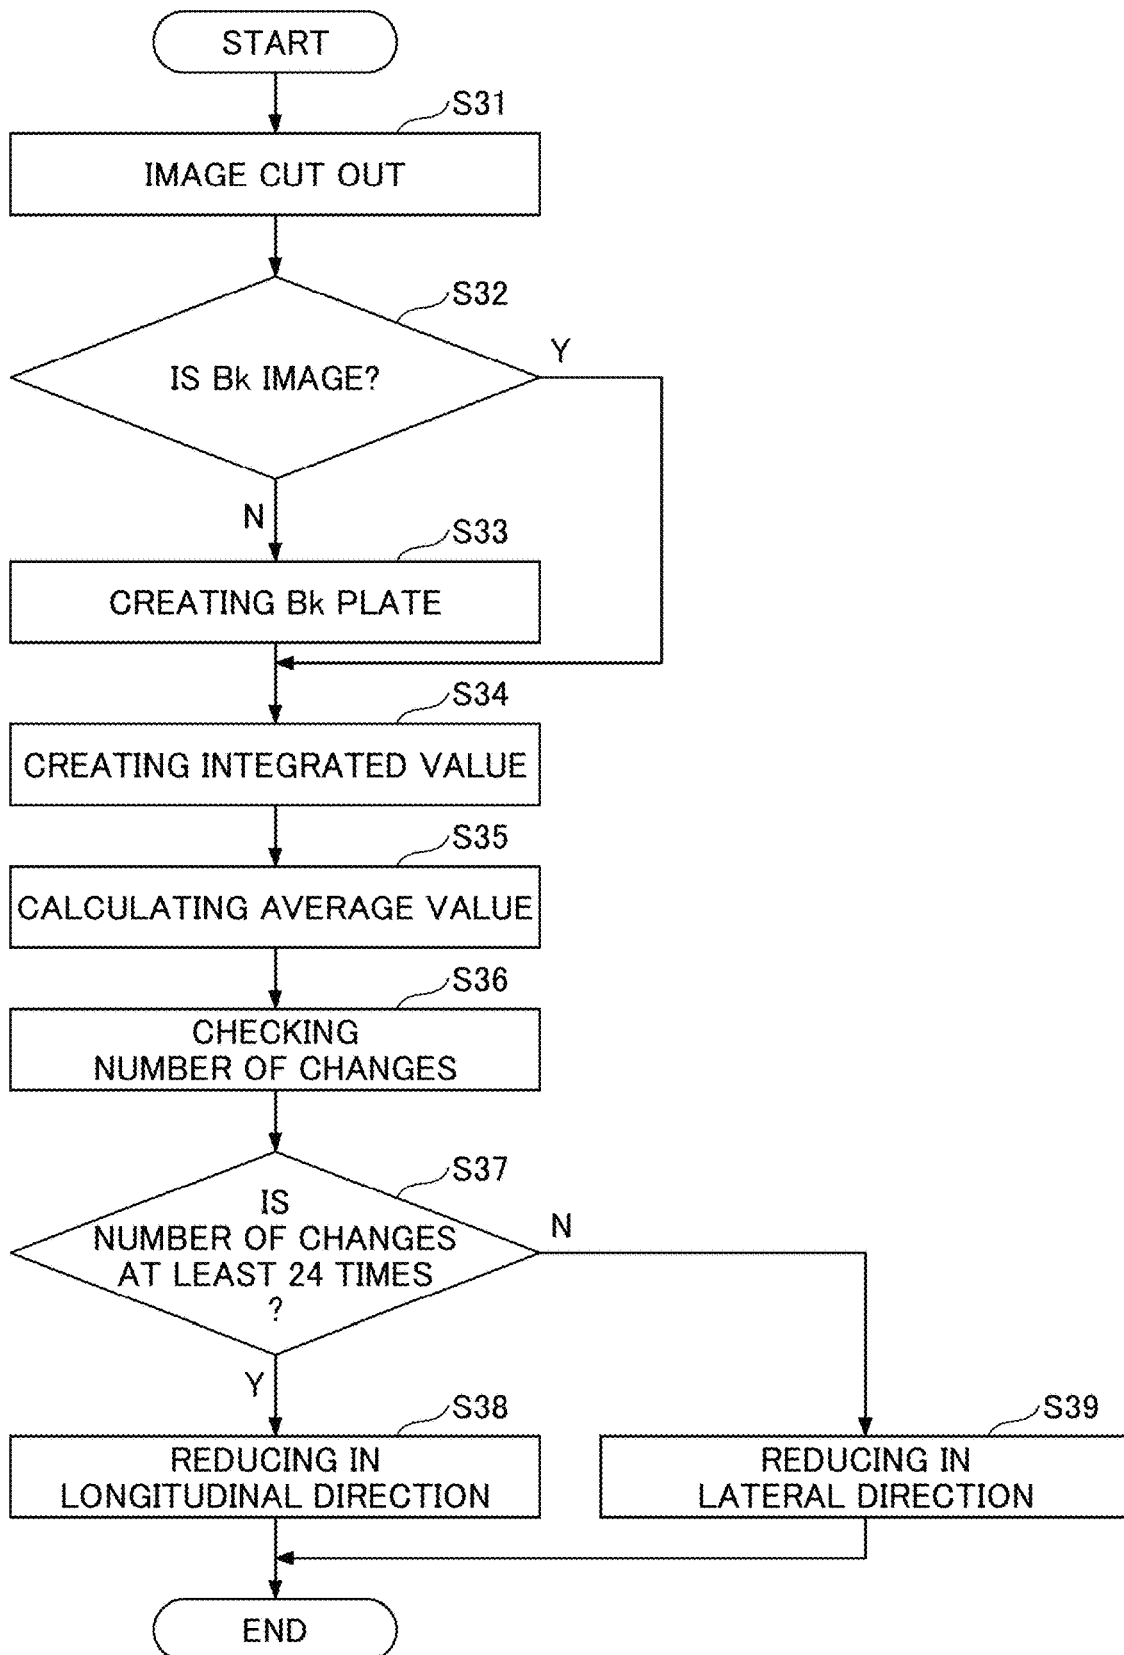 START
S31
IMAGE CUT OUT
S32
IS Bk IMAGE?
Y
N
S33
CREATING Bk PLATE
S34
CREATING INTEGRATED VALUE
S35
CALCULATING AVERAGE VALUE
S36
CHECKING
NUMBER OF CHANGES
S37
IS
NUMBER OF CHANGES
AT LEAST 24 TIMES
?
N
Y
S38
REDUCING IN
LONGITUDINAL DIRECTION
S39
REDUCING IN
LATERAL DIRECTION
END